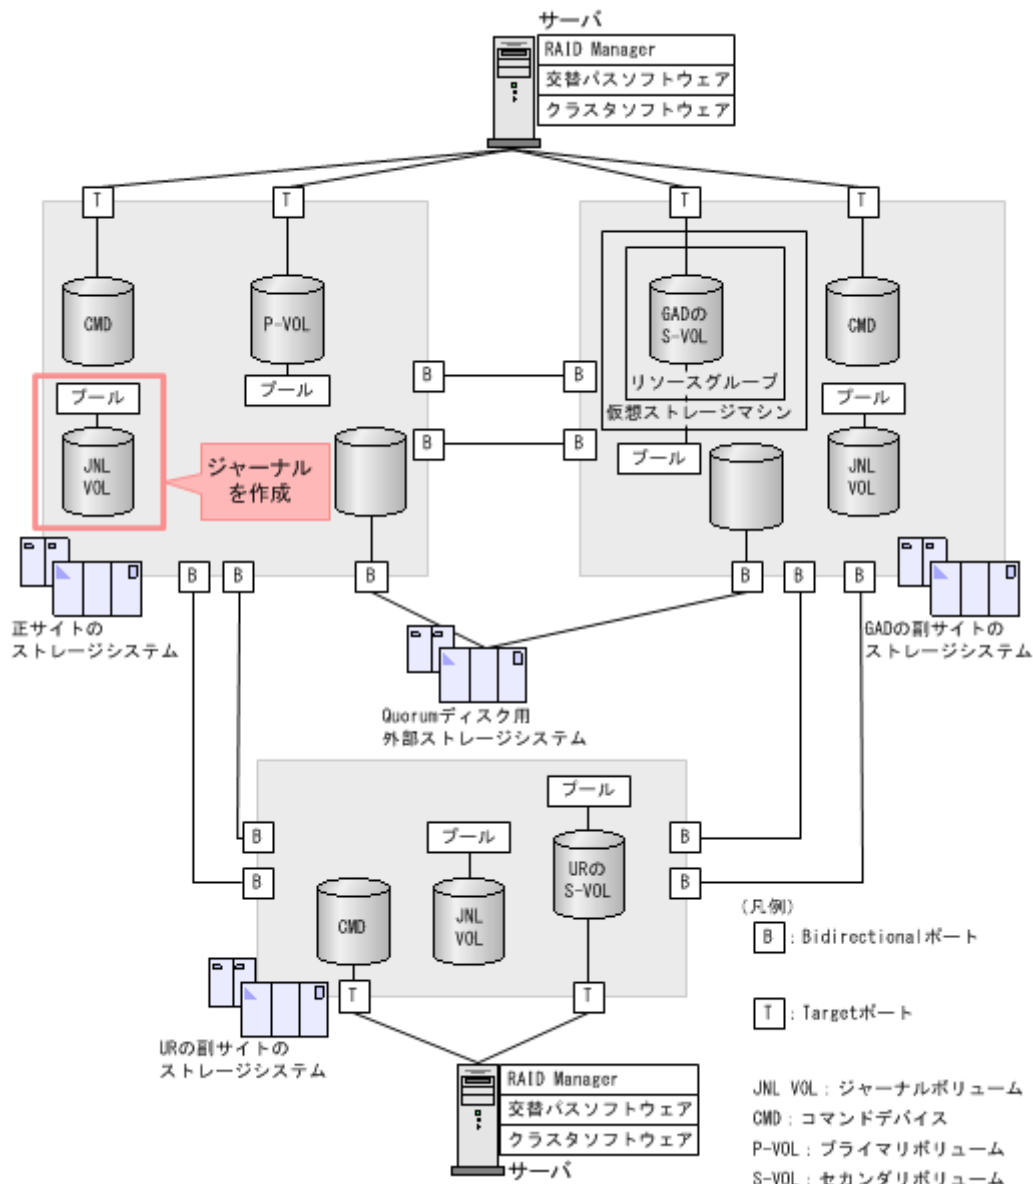 サーバ
RAID Manager
交替パスソフトウェア
クラスタソフトウェア
T
T
T
T
CMD
P-VOL
GADの
S-VOL
CMD
プール
プール
リソースグループ
仮想ストレージマシン
プール
プール
JNL
VOL
JNL
VOL
ジャーナル
を作成
B
B
B
B
B
B
B
B
B
B
正サイトの
ストレージシステム
GADの副サイトの
ストレージシステム
Quorumディスク用
外部ストレージシステム
プール
プール
URの
S-VOL
JNL
VOL
CMD
B
B
B
B
T
T
URの副サイトの
ストレージシステム
RAID Manager
交替パスソフトウェア
クラスタソフトウェア
サーバ
(凡例)
B : Bidirectionalポート
T : Targetポート
JNL VOL : ジャーナルボリューム
CMD : コマンドデバイス
P-VOL : プライマリボリューム
S-VOL : セカンダリボリューム